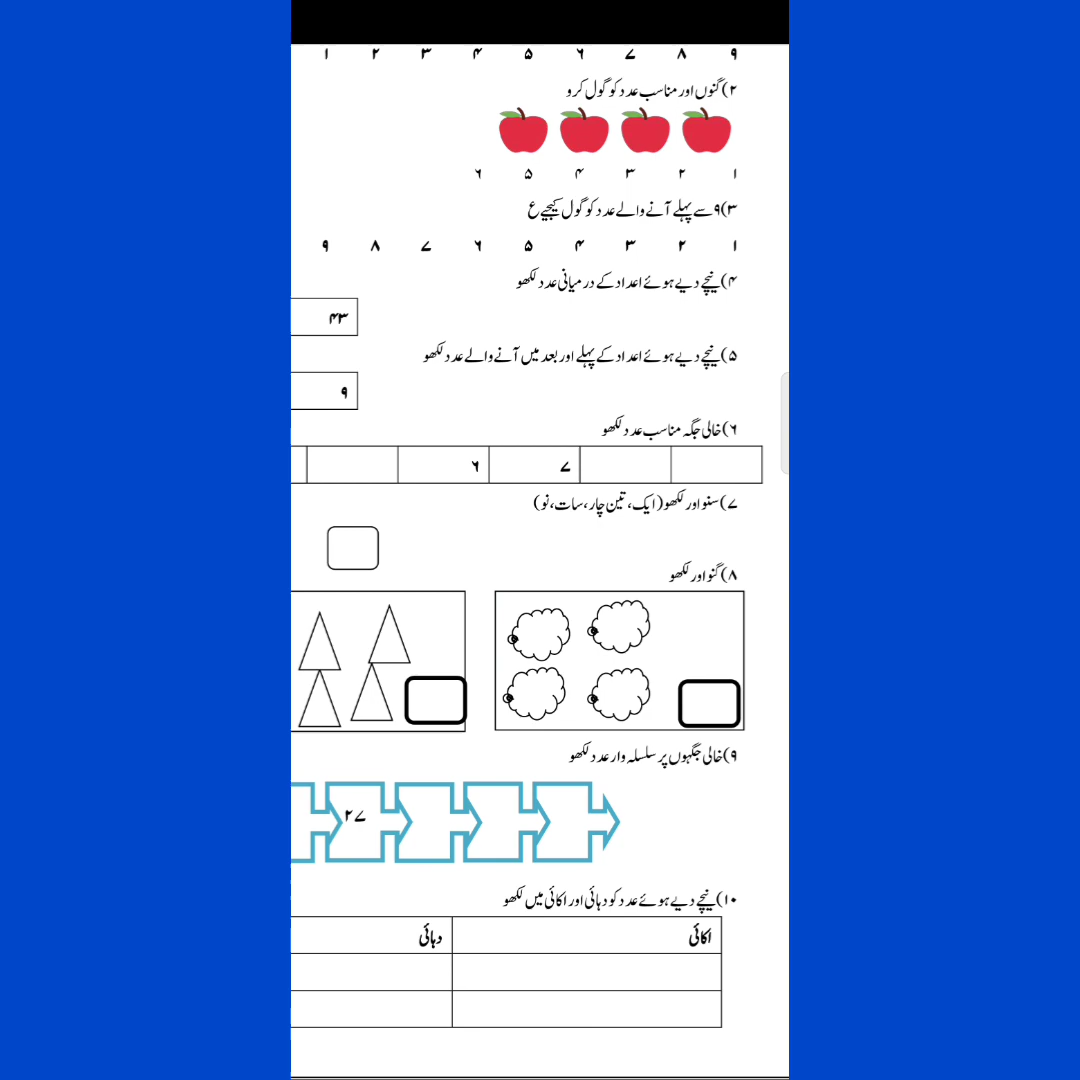 ۹ ۸ ۷ ۶ ۵ ۴ ۳ ۲ ۱
۲) گنوں اور مناسب عدد کو گول کرو
۱ ۲ ۳ ۴ ۵ ۶
۳) ۹ سے پہلے آنے والے عدد کو گول کیجیے ع
۱ ۲ ۳ ۴ ۵ ۶ ۷ ۸ ۹
۴) نیچے دیے ہوئے اعداد کے درمیانی عدد لکھو
۴۳
۵) نیچے دیے ہوئے اعداد کے پہلے اور بعد میں آنے والے عدد لکھو
۹
۶) خالی جگہ مناسب عدد لکھو
۷ ۶
۷) سنو اور لکھو (ایک، تین چار، سات، نو)
۸) گنو اور لکھو
۹) خالی جگہوں پر سلسلہ وار عدد لکھو
۲۷
۱۰) نیچے دیے ہوئے عدد کو دہائی اور اکائی میں لکھو
اکائی دہائی